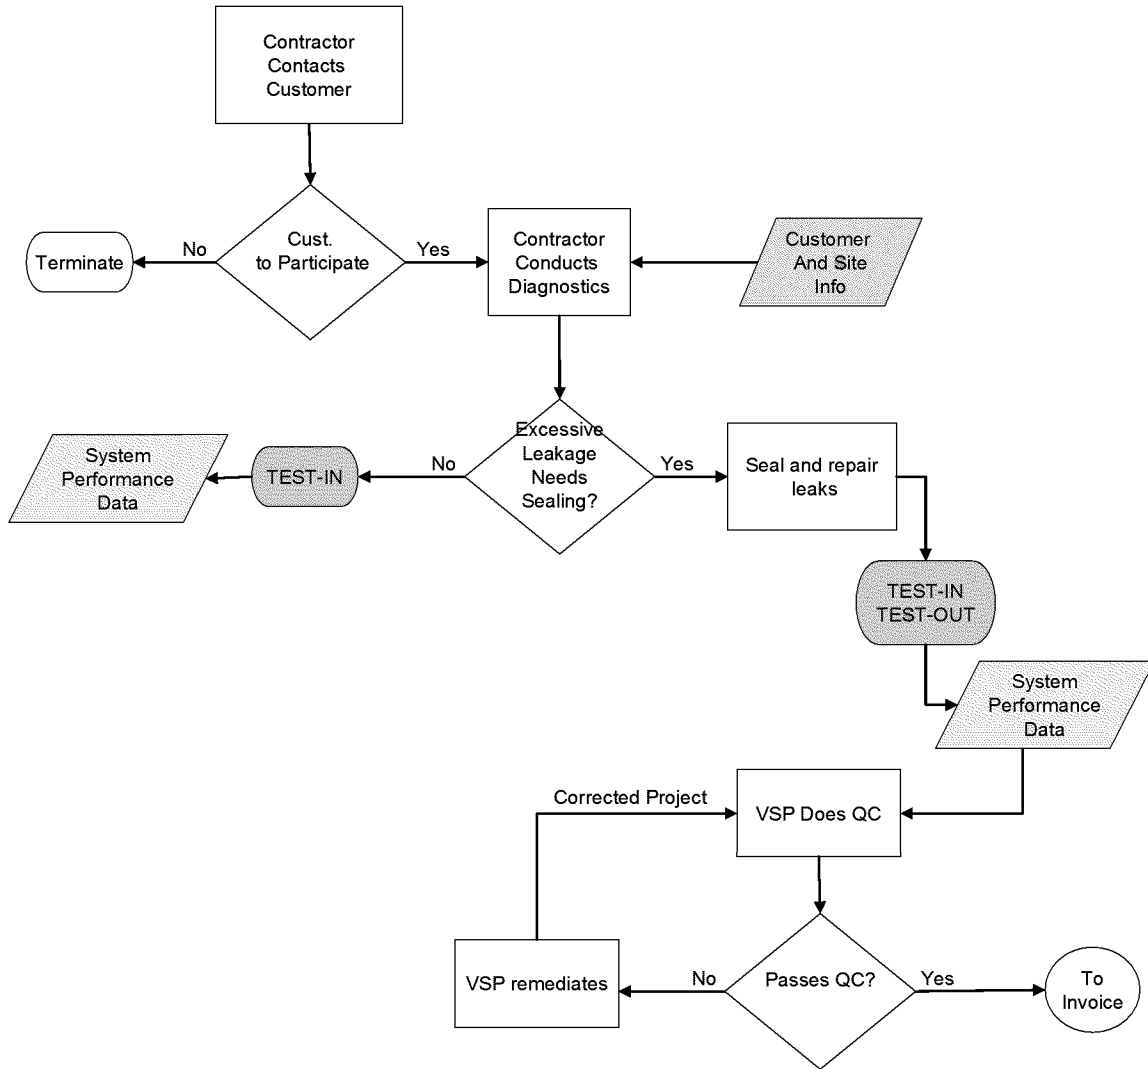 Contractor
Contacts
Customer
Cust.
to Participate
No
Yes
Terminate
Contractor
Conducts
Diagnostics
Customer
And Site
Info
Excessive
Leakage
Needs
Sealing?
No
Yes
TEST-IN
System
Performance
Data
Seal and repair
leaks
TEST-IN
TEST-OUT
System
Performance
Data
Corrected Project
VSP Does QC
VSP remediates
No
Passes QC?
Yes
To
Invoice